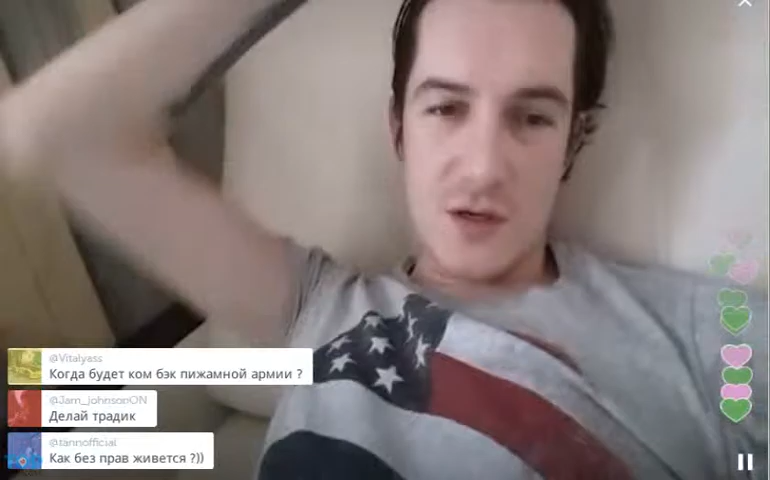 @Vitalyass
Когда будет ком бэк пижамной армии ?
@Jam_johnsonON
Делай традик
@tannofficial
Как без прав живется ?))